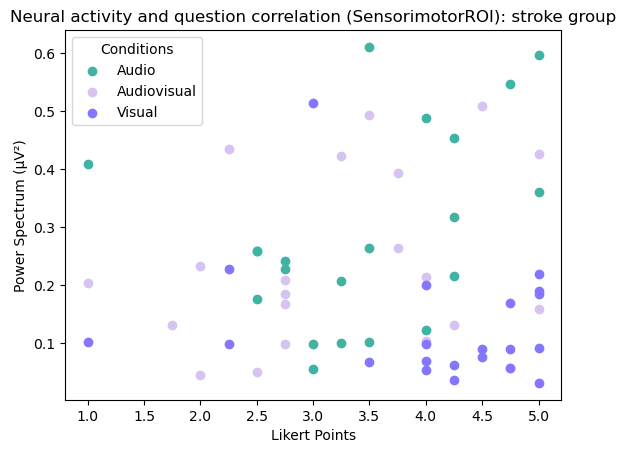 Neural activity and question correlation (SensorimotorROI): stroke group
Conditions
Audio
Audiovisual
Visual
Power Spectrum (μV²)
0.6
0.5
0.4
0.3
0.2
0.1
1.0 1.5 2.0 2.5 3.0 3.5 4.0 4.5 5.0
Likert Points